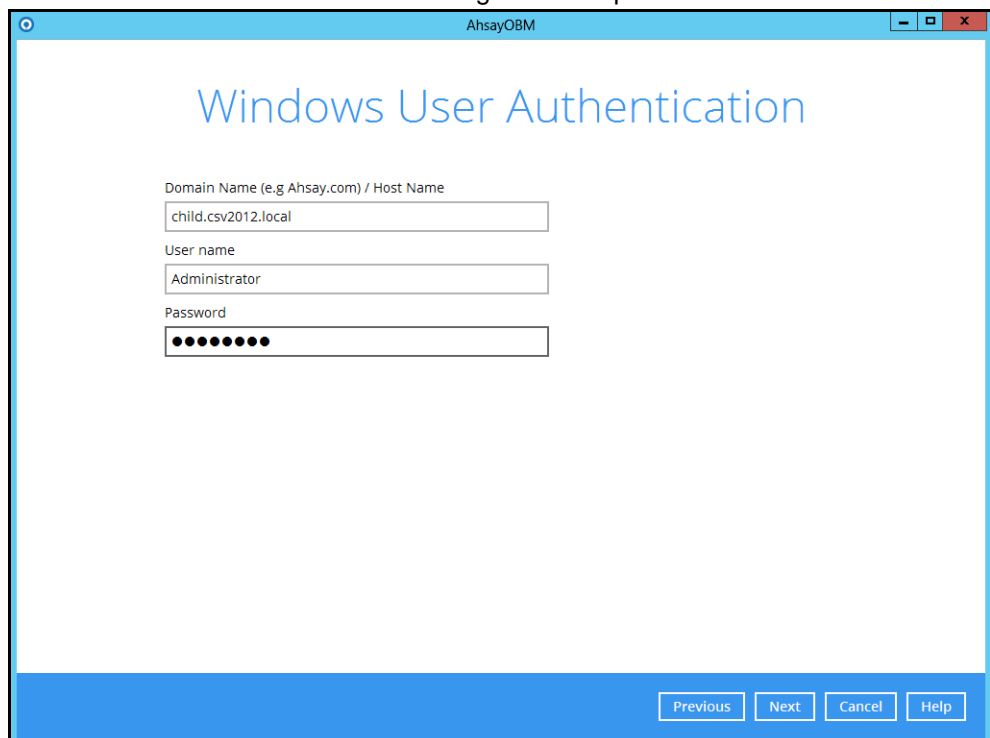 AhsayOBM
Windows User Authentication
Domain Name (e.g Ahsay.com) / Host Name
child.csv2012.local
User name
Administrator
Password
●●●●●●●●
Previous Next Cancel Help